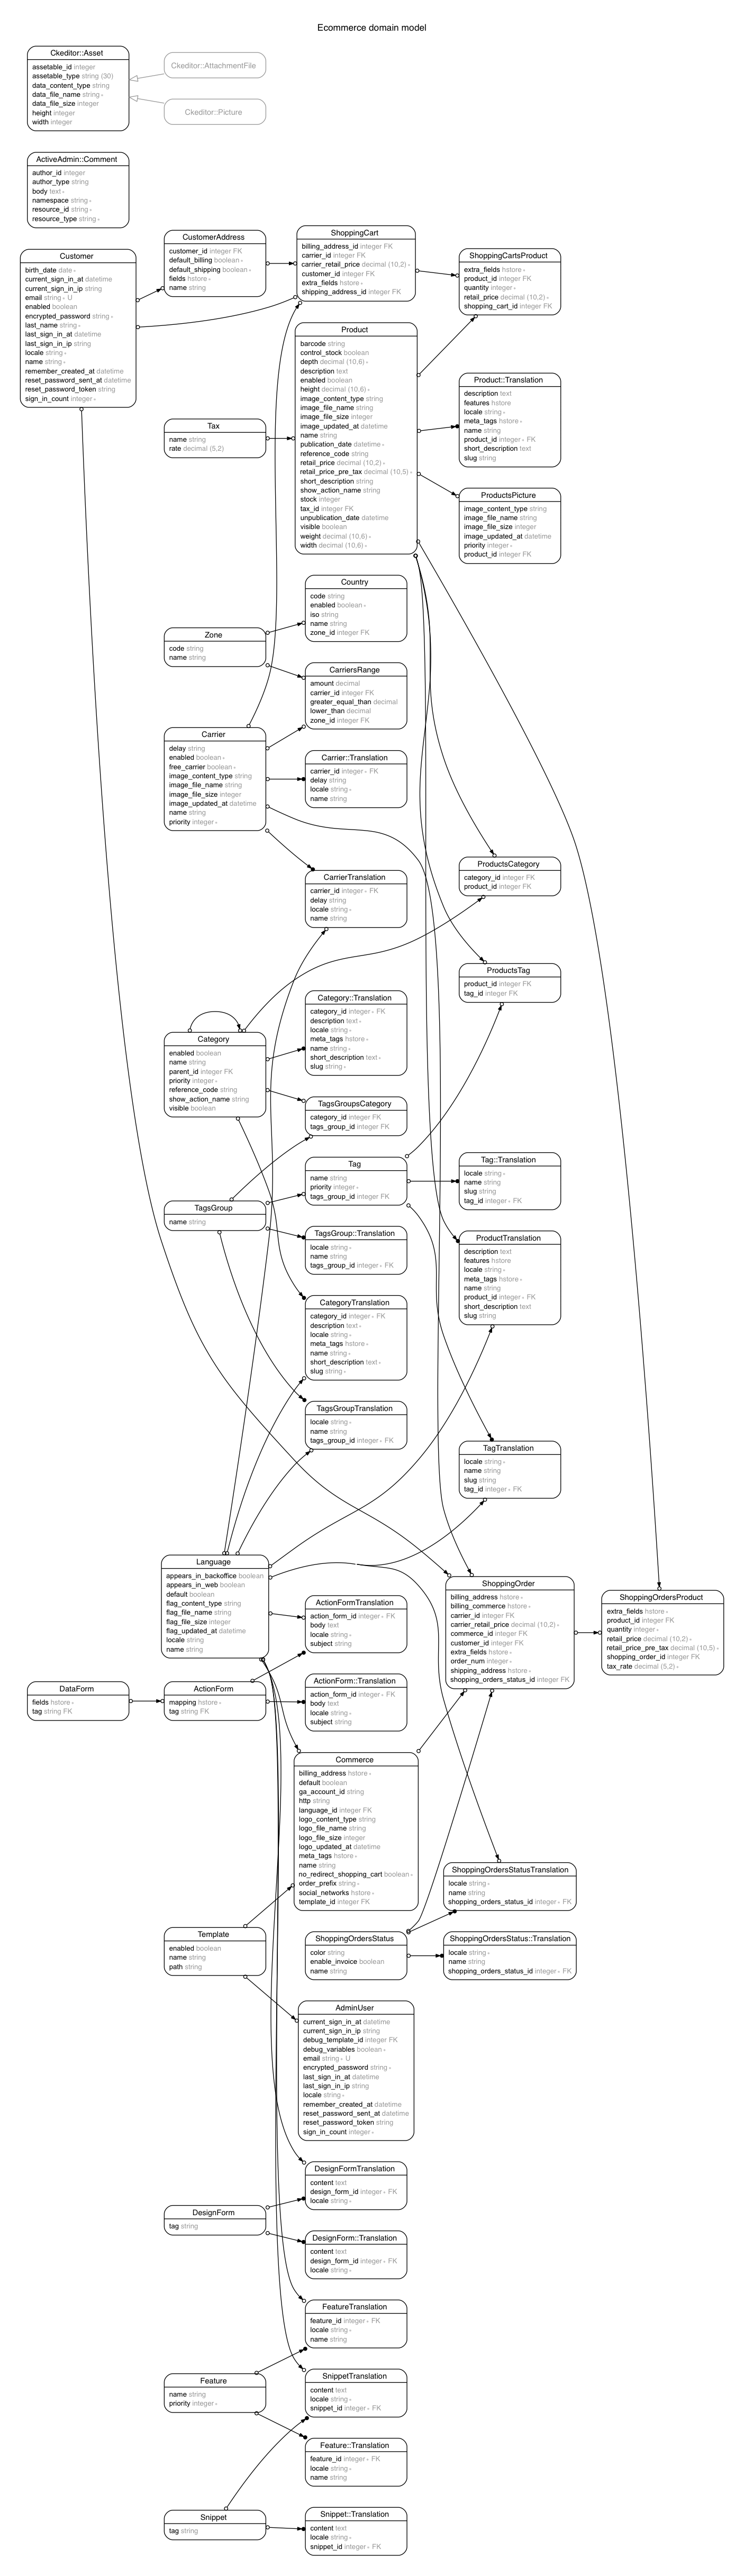 Ecommerce domain model
Ckeditor::Asset
assetable_id integer
assetable_type string (30)
data_content_type string
data_file_name string *
data_file_size integer
height integer
width integer
Ckeditor::AttachmentFile
Ckeditor::Picture
ActiveAdmin::Comment
author_id integer
author_type string
body text *
namespace string *
resource_id string *
resource_type string *
Customer
birth_date date *
current_sign_in_at datetime
current_sign_in_ip string
email string * U
enabled boolean
encrypted_password string *
last_name string *
last_sign_in_at datetime
last_sign_in_ip string
locale string *
name string *
remember_created_at datetime
reset_password_sent_at datetime
reset_password_token string
sign_in_count integer *
CustomerAddress
customer_id integer FK
default_billing boolean *
default_shipping boolean *
fields hstore *
name string
ShoppingCart
billing_address_id integer FK
carrier_id integer FK
carrier_retail_price decimal (10,2) *
customer_id integer FK
extra_fields hstore *
shipping_address_id integer FK
ShoppingCartsProduct
extra_fields hstore *
product_id integer FK
quantity integer *
retail_price decimal (10,2) *
shopping_cart_id integer FK
Product
barcode string
control_stock boolean
depth decimal (10,6) *
description text
enabled boolean
height decimal (10,6) *
image_content_type string
image_file_name string
image_file_size integer
image_updated_at datetime
name string
publication_date datetime *
reference_code string
retail_price decimal (10,2) *
retail_price_pre_tax decimal (10,5) *
short_description string
show_action_name string
stock integer
tax_id integer FK
unpublication_date datetime
visible boolean
weight decimal (10,6) *
width decimal (10,6) *
Product::Translation
description text
features hstore
locale string *
meta_tags hstore *
name string
product_id integer * FK
short_description text
slug string
Tax
name string
rate decimal (5,2)
ProductsPicture
image_content_type string
image_file_name string
image_file_size integer
image_updated_at datetime
priority integer *
product_id integer FK
Country
code string
enabled boolean *
iso string
name string
zone_id integer FK
Zone
code string
name string
CarriersRange
amount decimal
carrier_id integer FK
greater_equal_than decimal
lower_than decimal
zone_id integer FK
Carrier
delay string
enabled boolean *
free_carrier boolean *
image_content_type string
image_file_name string
image_file_size integer
image_updated_at datetime
name string
priority integer *
Carrier::Translation
carrier_id integer * FK
delay string
locale string *
name string
CarrierTranslation
carrier_id integer * FK
delay string
locale string *
name string
ProductsCategory
category_id integer FK
product_id integer FK
ProductsTag
product_id integer FK
tag_id integer FK
Category
enabled boolean
name string
parent_id integer FK
priority integer *
reference_code string
show_action_name string
visible boolean
Category::Translation
category_id integer * FK
description text *
locale string *
meta_tags hstore *
name string *
short_description text *
slug string *
TagsGroupsCategory
category_id integer FK
tags_group_id integer FK
Tag
name string
priority integer *
tags_group_id integer FK
Tag::Translation
locale string *
name string
slug string
tag_id integer * FK
TagsGroup
name string
TagsGroup::Translation
locale string *
name string
tags_group_id integer * FK
ProductTranslation
description text
features hstore
locale string *
meta_tags hstore *
name string
product_id integer * FK
short_description text
slug string
CategoryTranslation
category_id integer * FK
description text *
locale string *
meta_tags hstore *
name string *
short_description text *
slug string *
TagsGroupTranslation
locale string *
name string
tags_group_id integer * FK
TagTranslation
locale string *
name string
slug string
tag_id integer * FK
Language
appears_in_backoffice boolean
appears_in_web boolean
default boolean
flag_content_type string
flag_file_name string
flag_file_size integer
flag_updated_at datetime
locale string
name string
ShoppingOrder
billing_address hstore *
billing_commerce hstore *
carrier_id integer FK
carrier_retail_price decimal (10,2) *
commerce_id integer FK
customer_id integer FK
extra_fields hstore *
order_num integer *
shipping_address hstore *
shopping_orders_status_id integer FK
ShoppingOrdersProduct
extra_fields hstore *
product_id integer FK
quantity integer *
retail_price decimal (10,2) *
retail_price_pre_tax decimal (10,5) *
shopping_order_id integer FK
tax_rate decimal (5,2) *
ActionFormTranslation
action_form_id integer * FK
body text
locale string *
subject string
DataForm
fields hstore *
tag string FK
ActionForm
mapping hstore *
tag string FK
ActionForm::Translation
action_form_id integer * FK
body text
locale string *
subject string
Commerce
billing_address hstore *
default boolean
ga_account_id string
http string
language_id integer FK
logo_content_type string
logo_file_name string
logo_file_size integer
logo_updated_at datetime
meta_tags hstore *
name string
no_redirect_shopping_cart boolean *
order_prefix string *
social_networks hstore *
template_id integer FK
ShoppingOrdersStatusTranslation
locale string *
name string
shopping_orders_status_id integer * FK
Template
enabled boolean
name string
path string
ShoppingOrdersStatus
color string
enable_invoice boolean
name string
ShoppingOrdersStatus::Translation
locale string *
name string
shopping_orders_status_id integer * FK
AdminUser
current_sign_in_at datetime
current_sign_in_ip string
debug_template_id integer FK
debug_variables boolean *
email string * U
encrypted_password string *
last_sign_in_at datetime
last_sign_in_ip string
locale string *
remember_created_at datetime
reset_password_sent_at datetime
reset_password_token string
sign_in_count integer *
DesignFormTranslation
content text
design_form_id integer * FK
locale string *
DesignForm
tag string
DesignForm::Translation
content text
design_form_id integer * FK
locale string *
FeatureTranslation
feature_id integer * FK
locale string *
name string
Feature
name string
priority integer *
SnippetTranslation
content text
locale string *
snippet_id integer * FK
Feature::Translation
feature_id integer * FK
locale string *
name string
Snippet
tag string
Snippet::Translation
content text
locale string *
snippet_id integer * FK